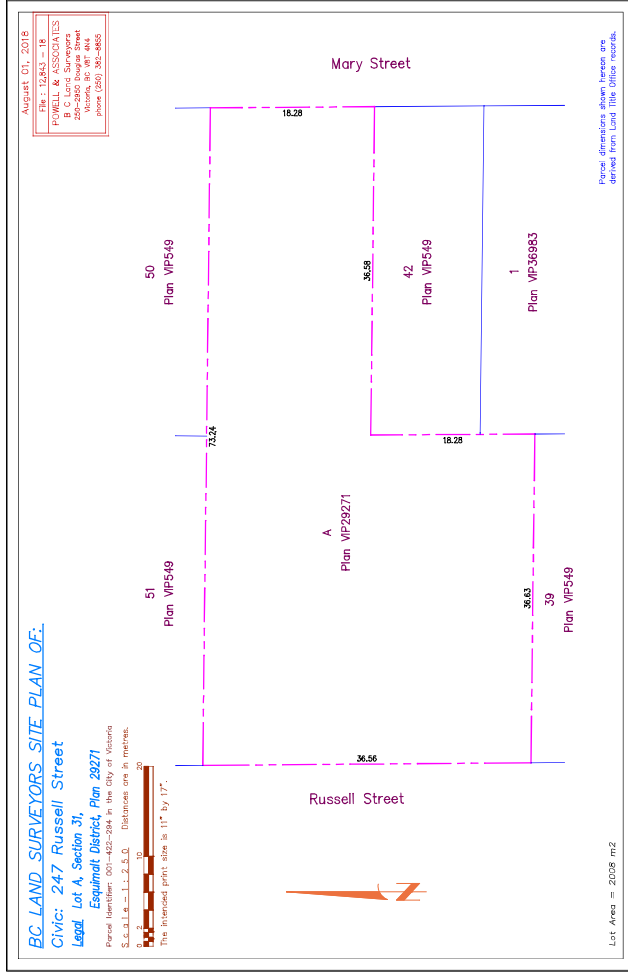 BC LAND SURVEYORS SITE PLAN OF:
Civic: 247 Russell Street
Legal Lot A, Section 31,
Esquimalt District, Plan 29271
Parcel Identifier: 001-422-294 in the City of Victoria
Scale - 1:250 Distances are in metres.
0 2 10 20
The intended print size is 11" by 17".
August 01, 2018
File : 12,843 - 18
POWELL & ASSOCIATES
B C Land Surveyors
250-2950 Douglas Street
Victoria, BC V8T 4N4
phone (250) 382-8855
51
Plan VIP549
50
Plan VIP549
73.24
Mary Street
18.28
36.58
42
Plan VIP549
1
Plan VIP36983
18.28
A
Plan VIP29271
36.63
39
Plan VIP549
36.56
Russell Street
N
Lot Area = 2008 m2
Parcel dimensions shown hereon are
derived from Land Title Office records.